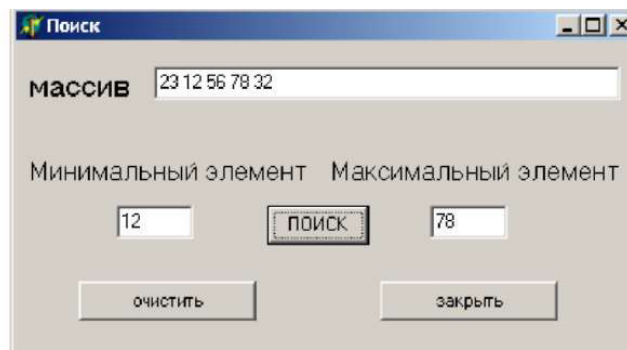 Поиск
массив 23 12 56 78 32
Минимальный элемент Максимальный элемент
12 ПОИСК 78
очистить закрыть